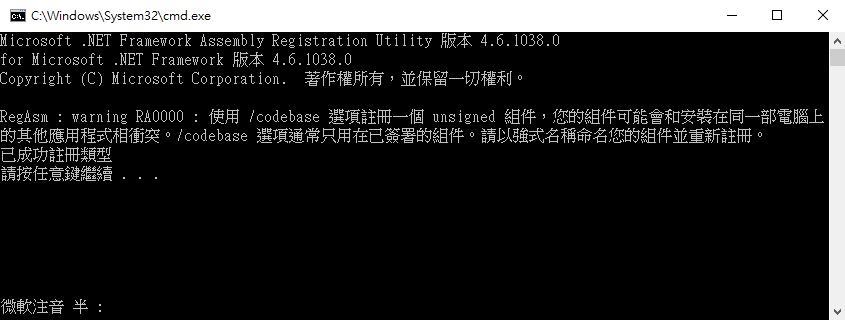 C:\Windows\System32\cmd.exe
Microsoft .NET Framework Assembly Registration Utility 版本 4.6.1038.0
for Microsoft .NET Framework 版本 4.6.1038.0
Copyright (C) Microsoft Corporation.  著作權所有，並保留一切權利。
RegAsm : warning RA0000 : 使用 /codebase 選項註冊一個 unsigned 組件，您的組件可能會和安裝在同一部電腦上
的其他應用程式相衝突。/codebase 選項通常只用在已簽署的組件。請以強式名稱命名您的組件並重新註冊。
已成功註冊類型
請按任意鍵繼續 . . .
微軟注音 半 :